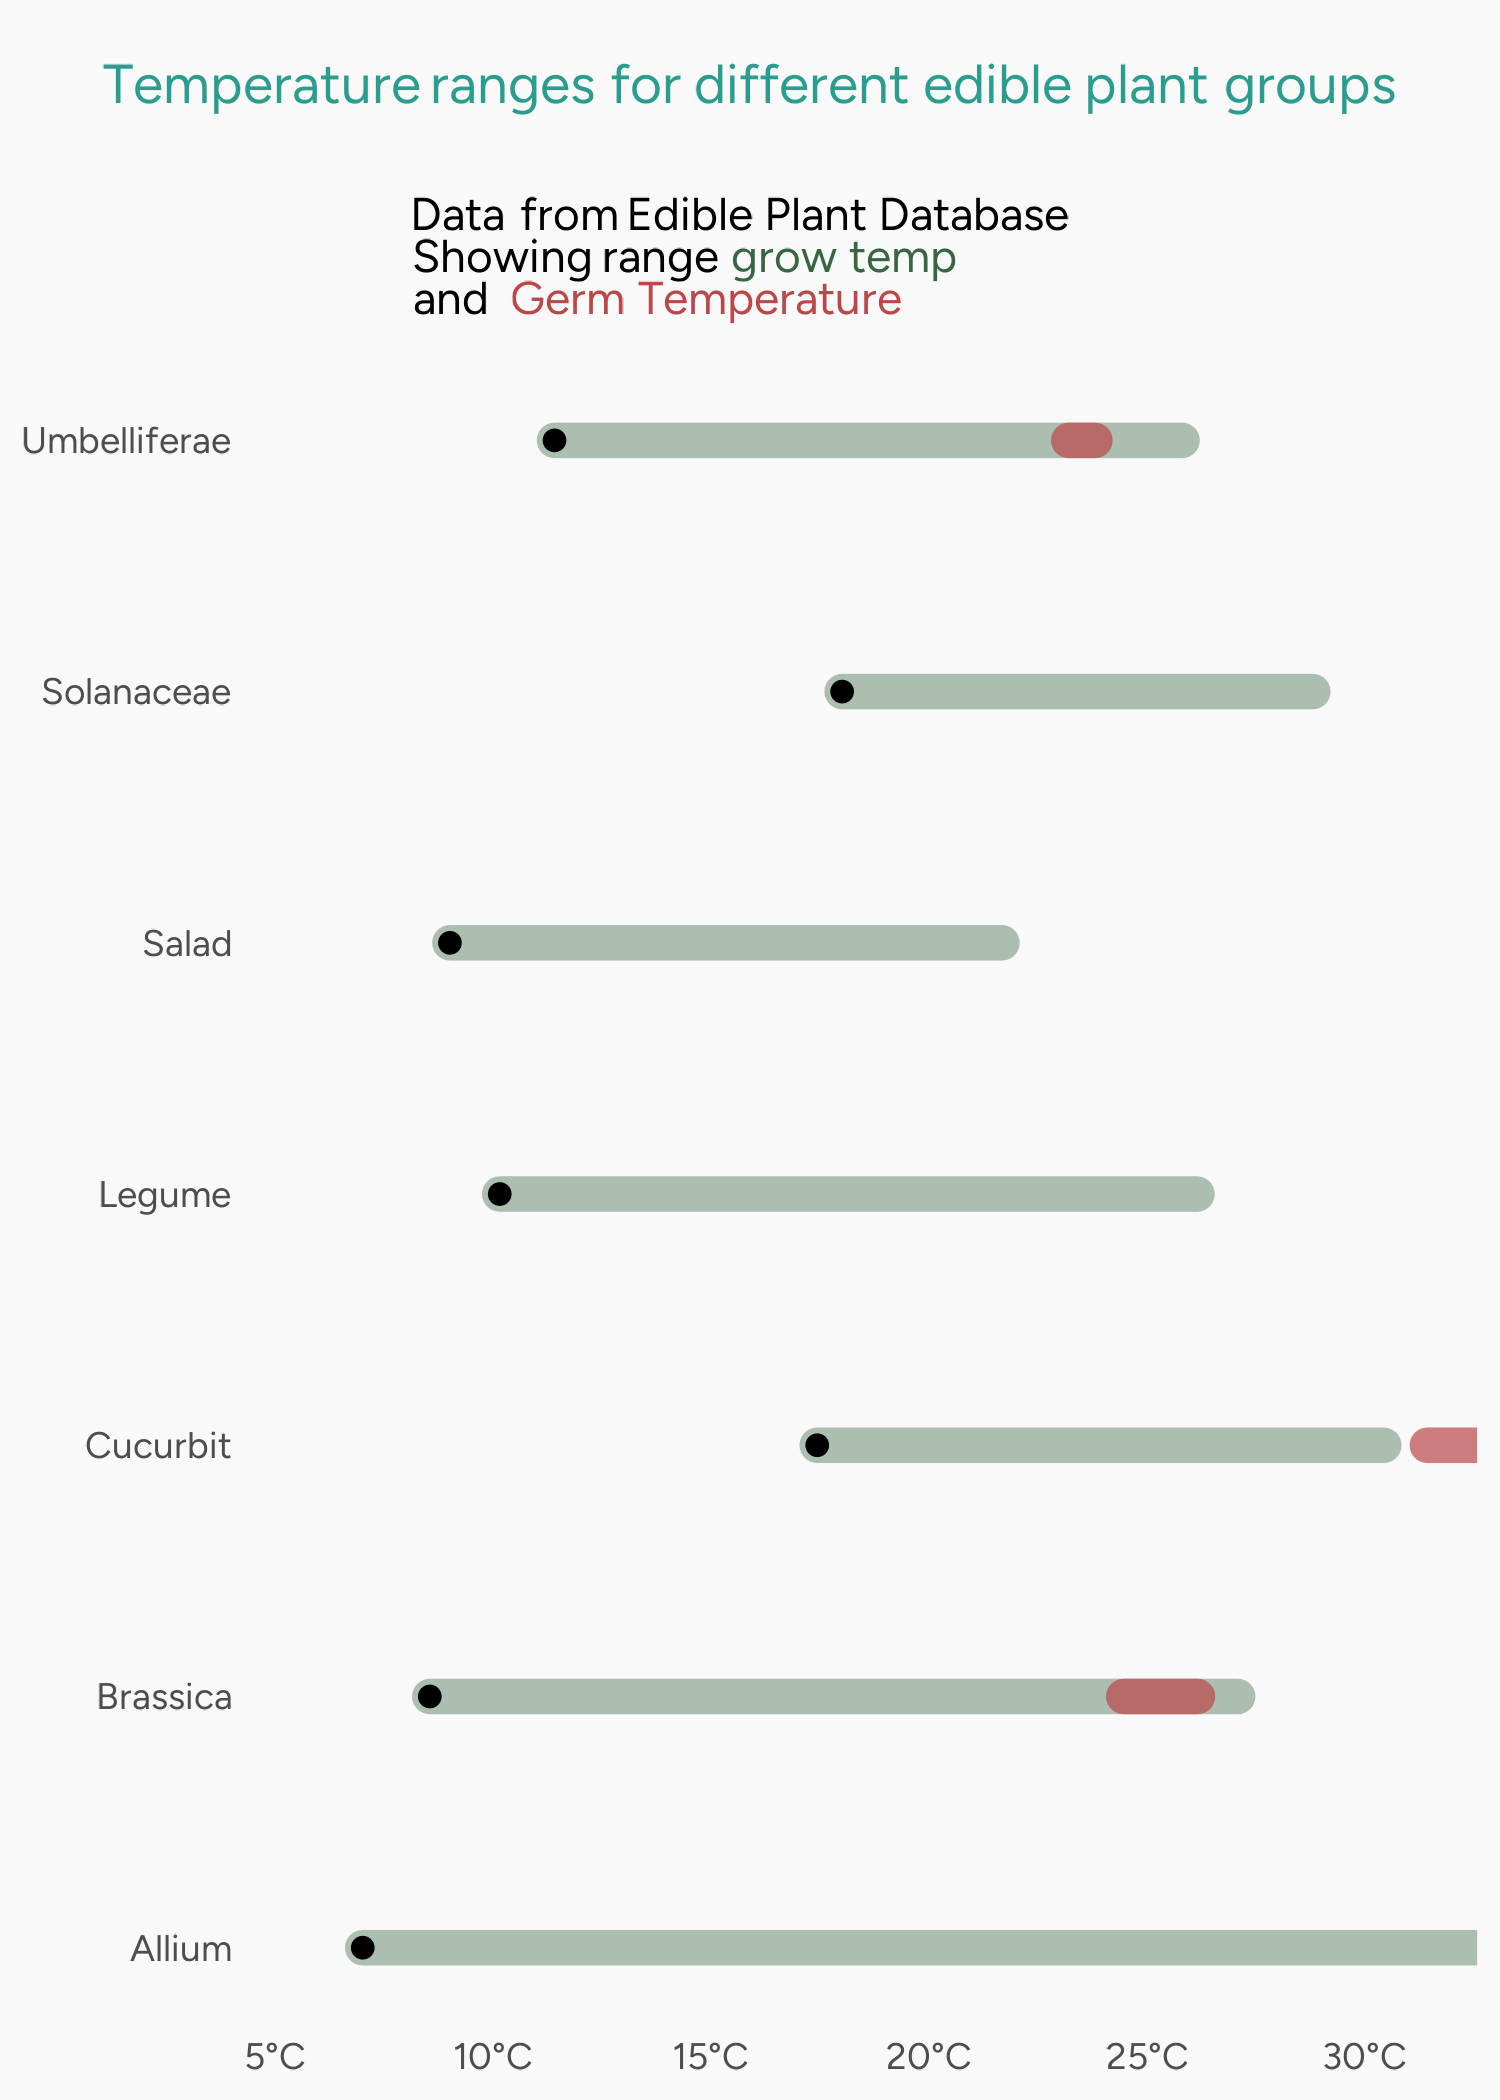 Temperature ranges for different edible plant groups
Data from Edible Plant Database
Showing range grow temp
and Germ Temperature
Umbelliferae
Solanaceae
Salad
Legume
Cucurbit
Brassica
Allium
5°C 10°C 15°C 20°C 25°C 30°C